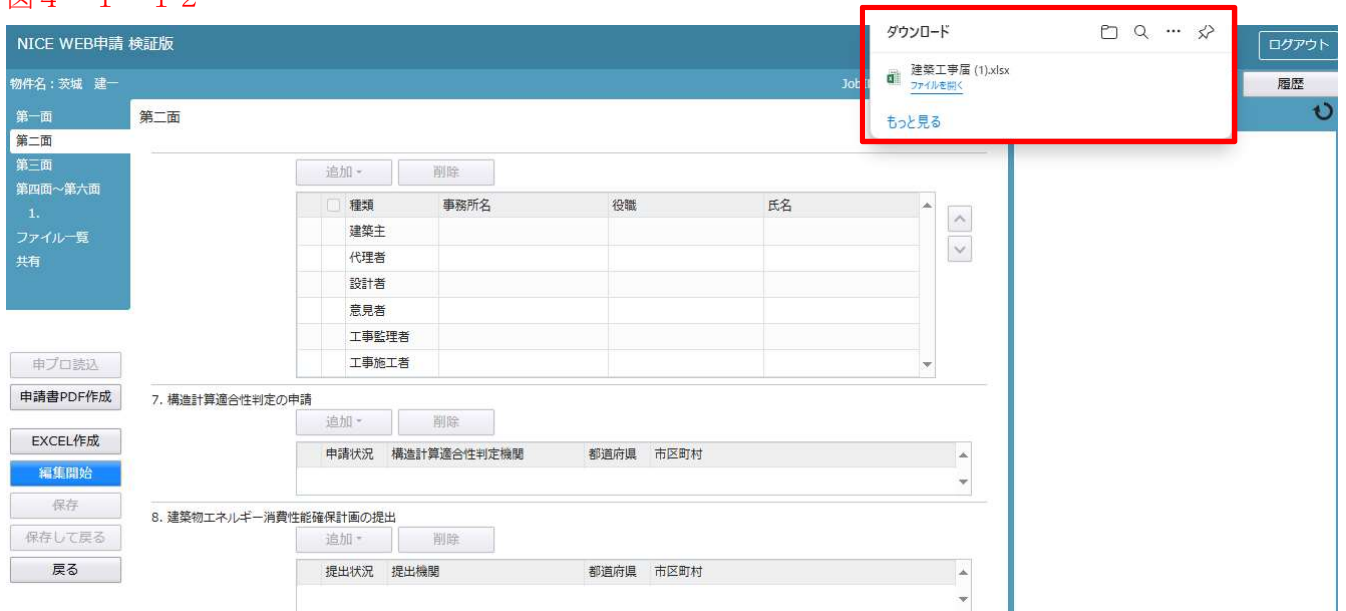 図４－１－１２
NICE WEB申請 検証版
ログアウト
物件名：茨城 建一
Job
履歴
ダウンロード
建築工事届 (1).xlsx
ファイルを開く
もっと見る
第一面
第二面
第三面
第四面～第六面
1.
ファイル一覧
共有
申プロ読込
申請書PDF作成
EXCEL作成
編集開始
保存
保存して戻る
戻る
第二面
追加 削除
種類 事務所名 役職 氏名
建築主
代理者
設計者
意見者
工事監理者
工事施工者
7. 構造計算適合性判定の申請
追加 削除
申請状況 構造計算適合性判定機関 都道府県 市区町村
8. 建築物エネルギー消費性能確保計画の提出
追加 削除
提出状況 提出機関 都道府県 市区町村